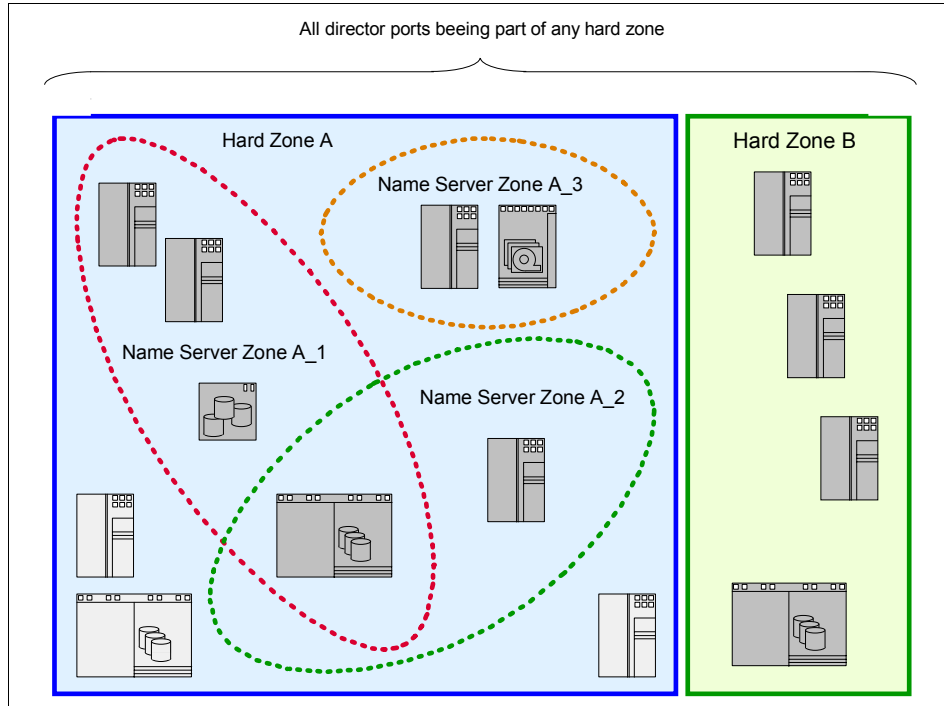 All director ports beeing part of any hard zone
Hard Zone A
Hard Zone B
Name Server Zone A_3
Name Server Zone A_1
Name Server Zone A_2